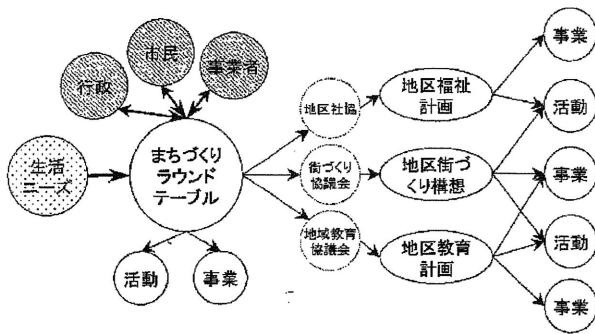 市民
行政
事業者
生活
ニーズ
まちづくり
ラウンド
テーブル
活動
事業
地区社協
街づくり
協議会
地域教育
協議会
地区福祉
計画
地区街づ
くり構想
地区教育
計画
事業
活動
事業
活動
事業